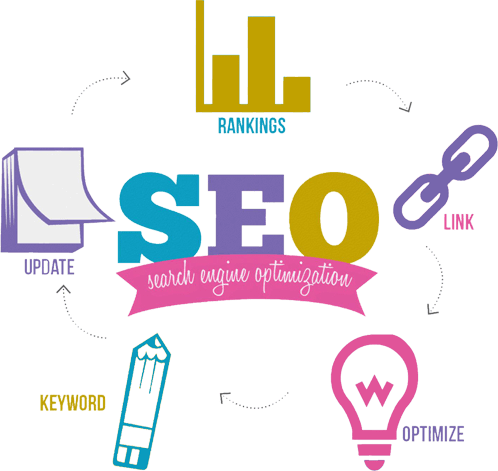 RANKINGS
SEO
search engine optimization
LINK
UPDATE
KEYWORD
OPTIMIZE